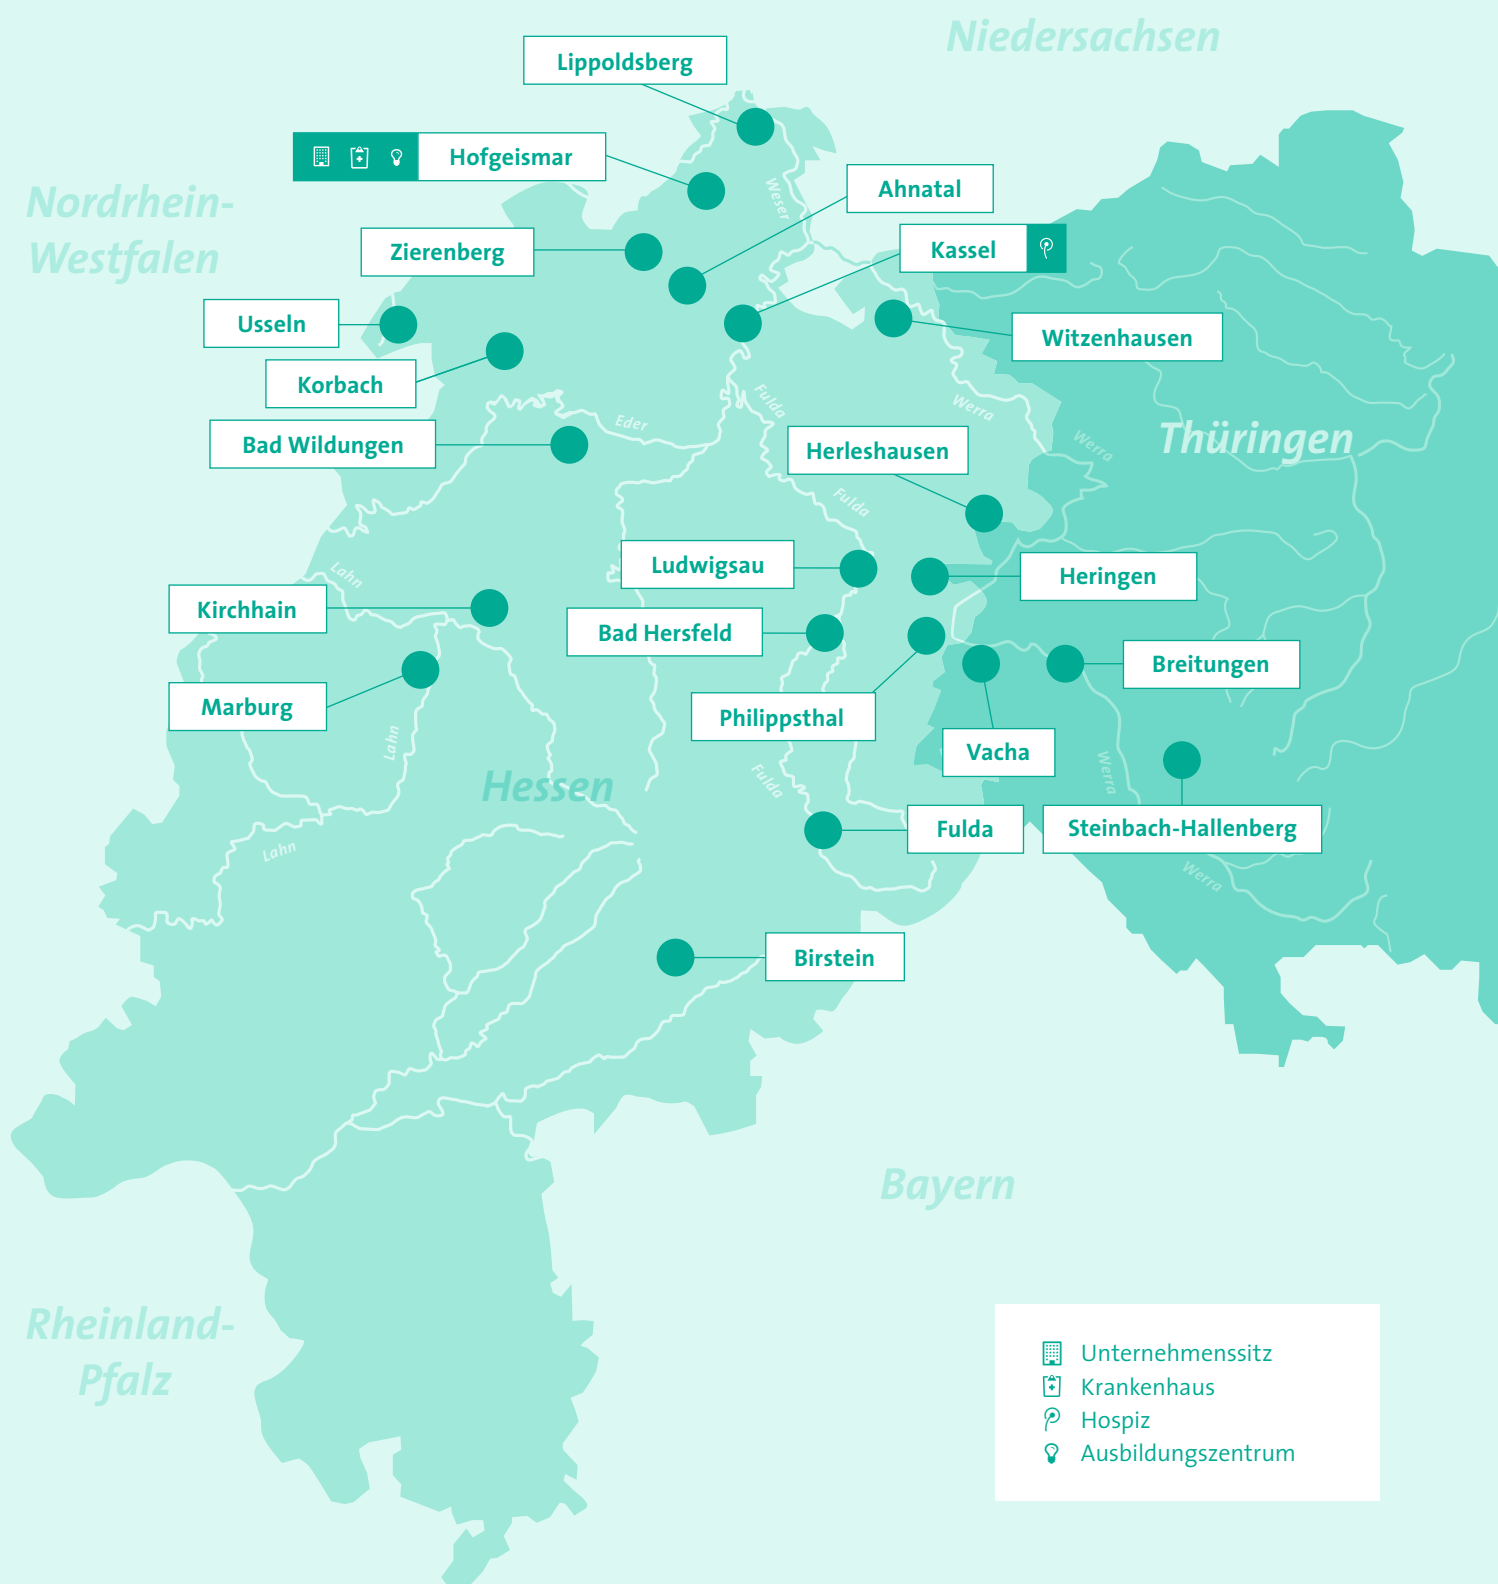 Niedersachsen
Lippoldsberg
Hofgeismar
Ahnatal
Nordrhein-
Westfalen
Weser
Zierenberg
Kassel
Usseln
Witzenhausen
Korbach
Fulda
Werra
Eder
Bad Wildungen
Werra
Thüringen
Herleshausen
Fulda
Lahn
Ludwigsau
Heringen
Kirchhain
Bad Hersfeld
Breitungen
Marburg
Philippsthal
Lahn
Vacha
Werra
Hessen
Fulda
Fulda
Steinbach-Hallenberg
Lahn
Werra
Birstein
Bayern
Rheinland-
Pfalz
Unternehmenssitz
Krankenhaus
Hospiz
Ausbildungszentrum